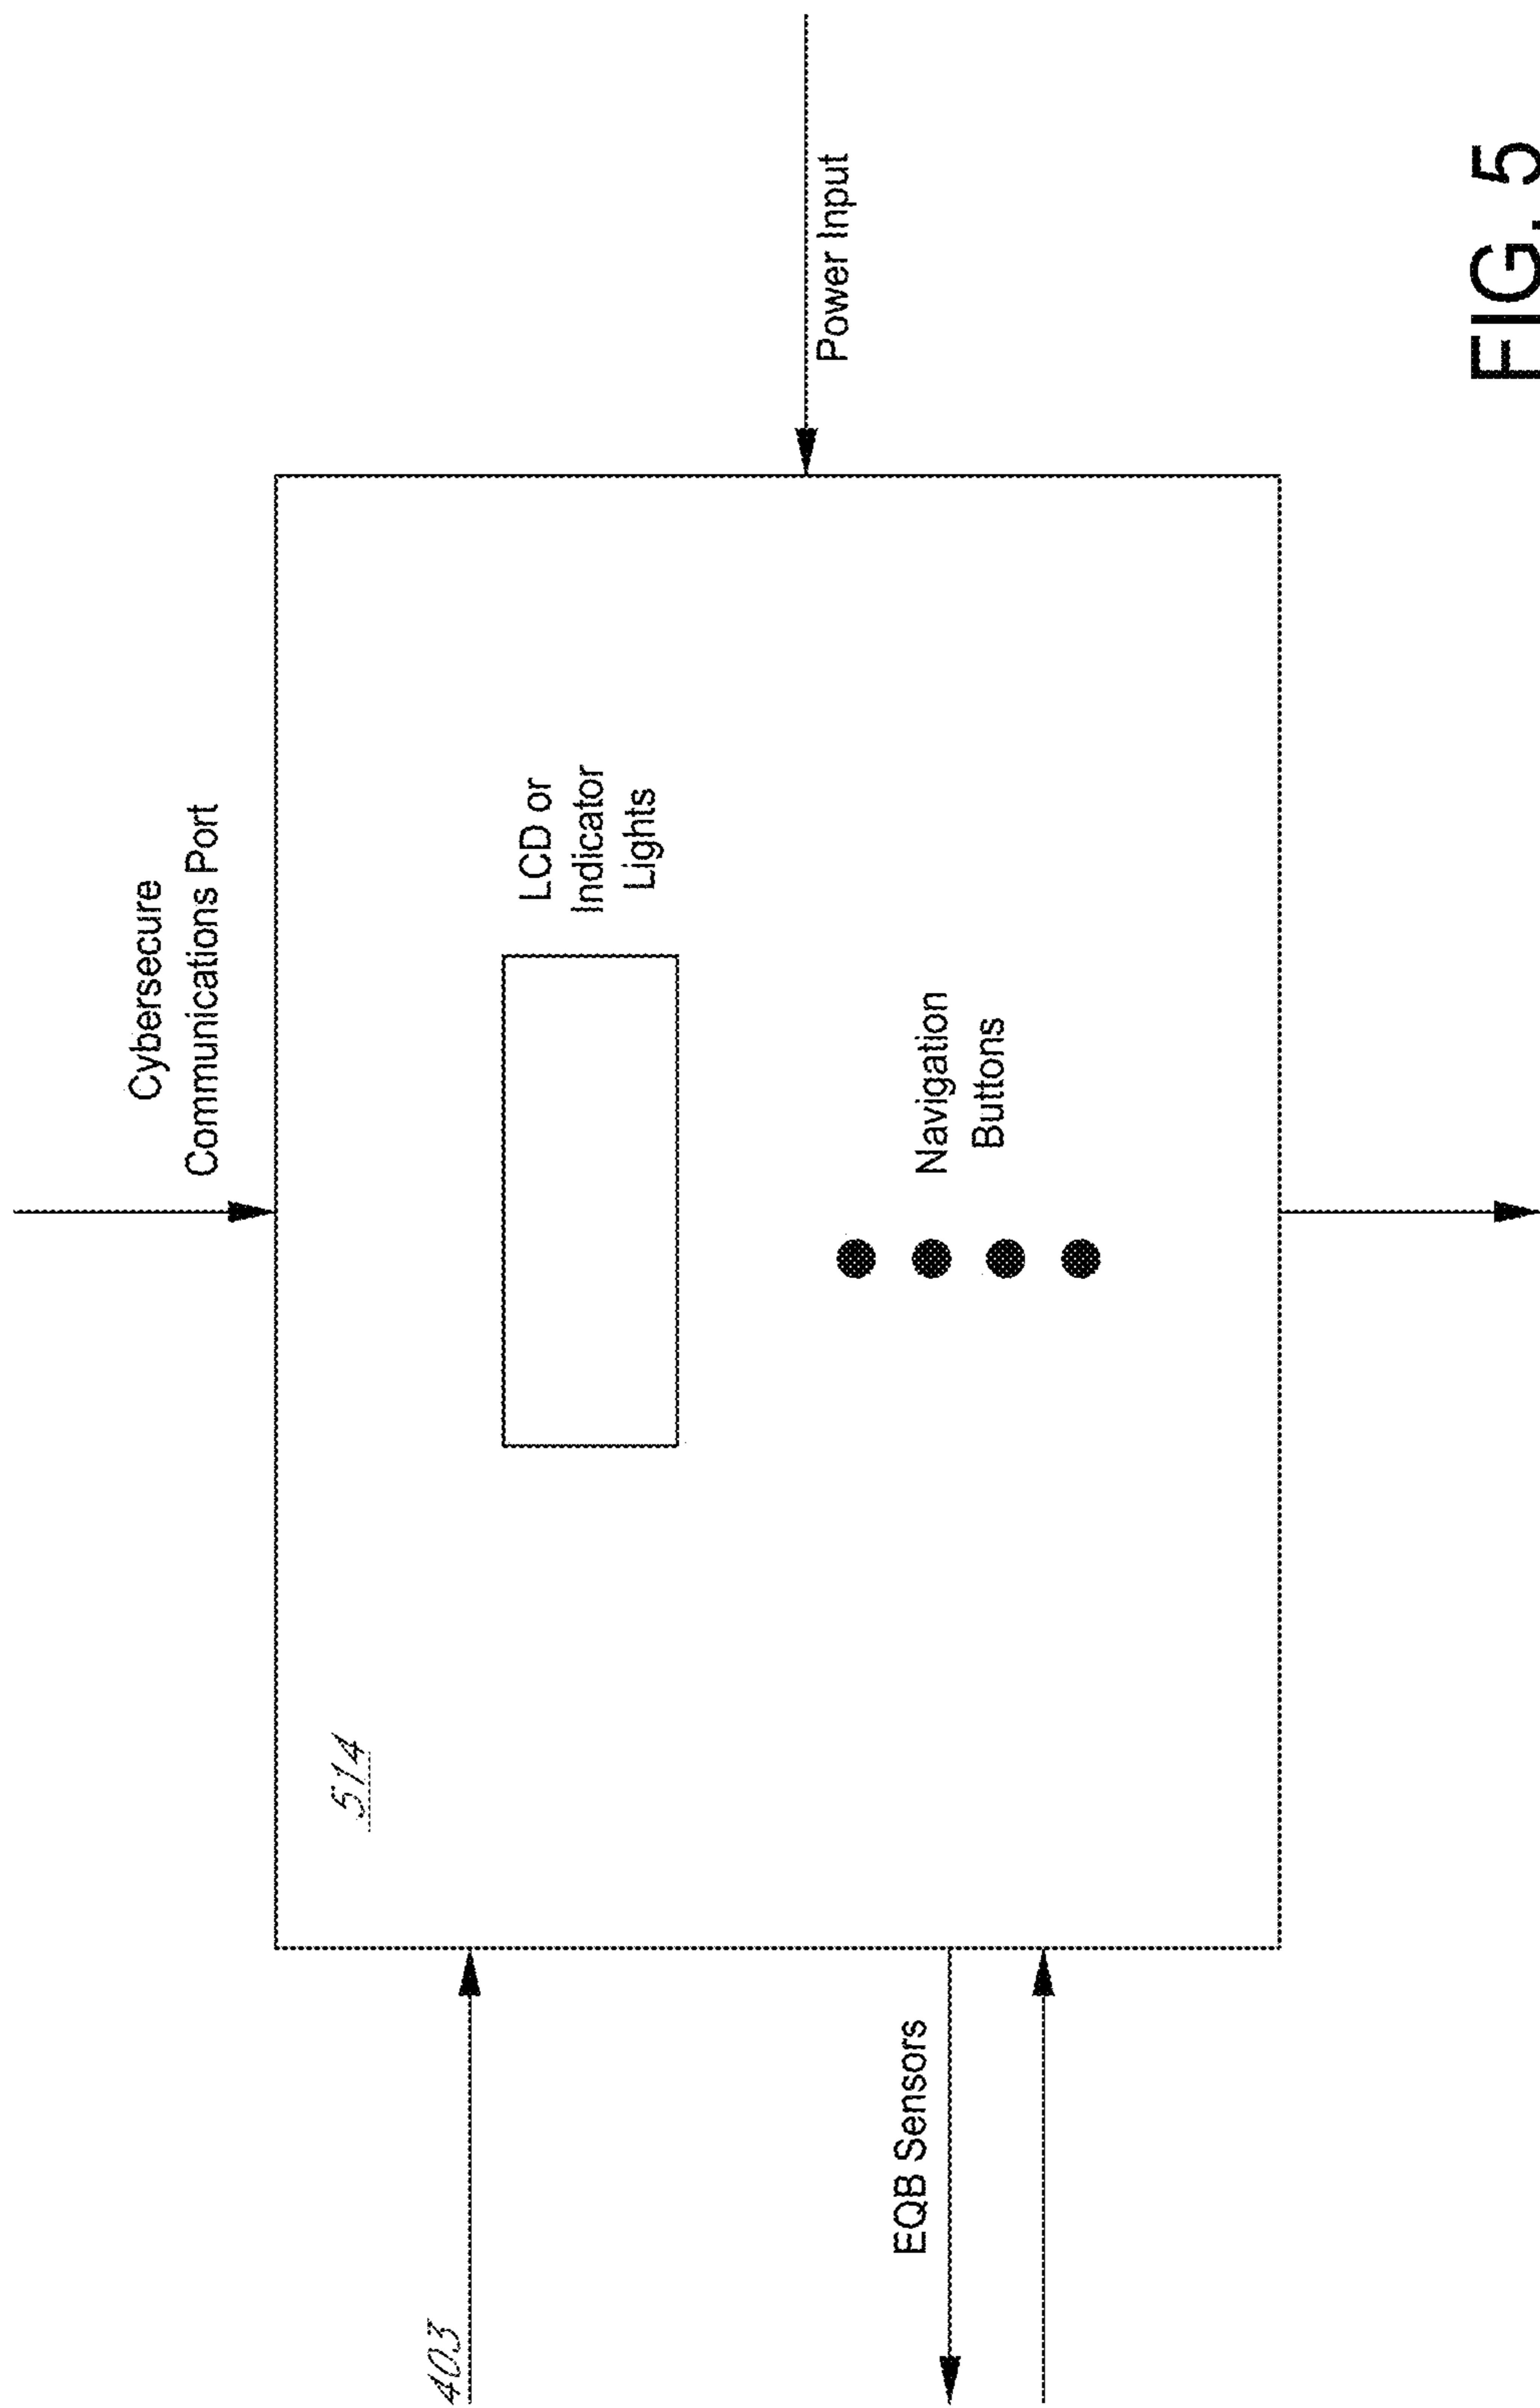 Cybersecure
Communications Port
514
403
LCD or
Indicator
Lights
Power Input
Navigation
Buttons
EQB Sensors
FIG. 5